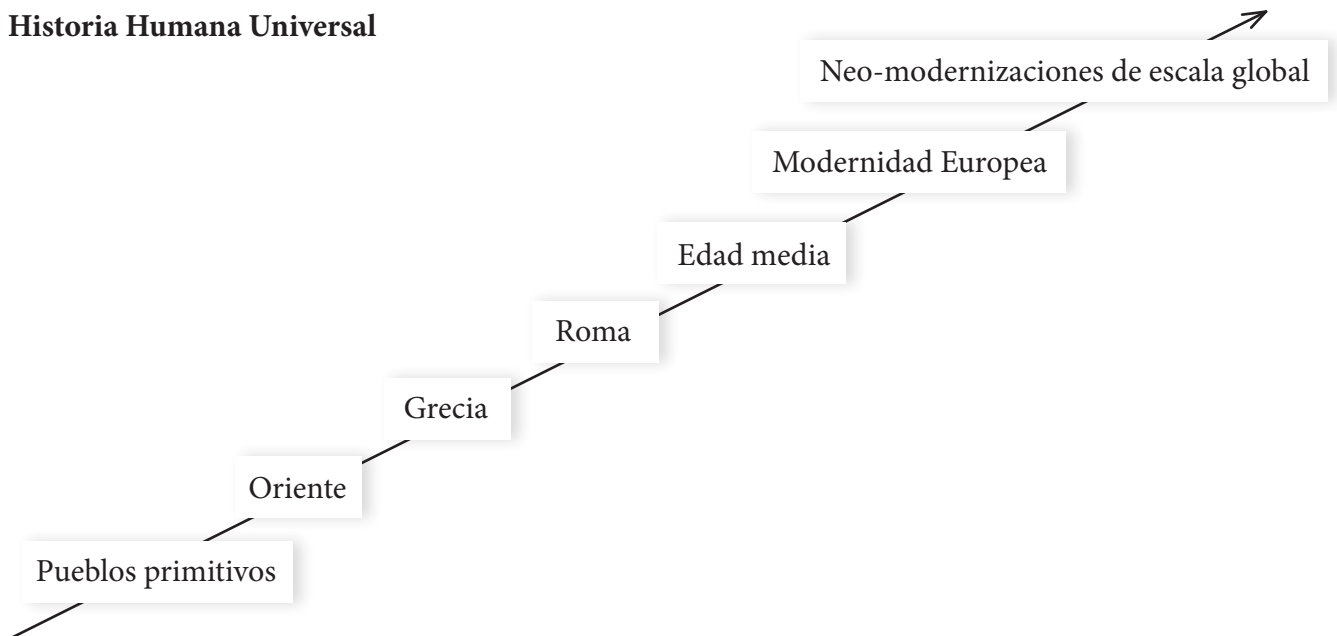 Historia Humana Universal
Neo-modernizaciones de escala global
Modernidad Europea
Edad media
Roma
Grecia
Oriente
Pueblos primitivos